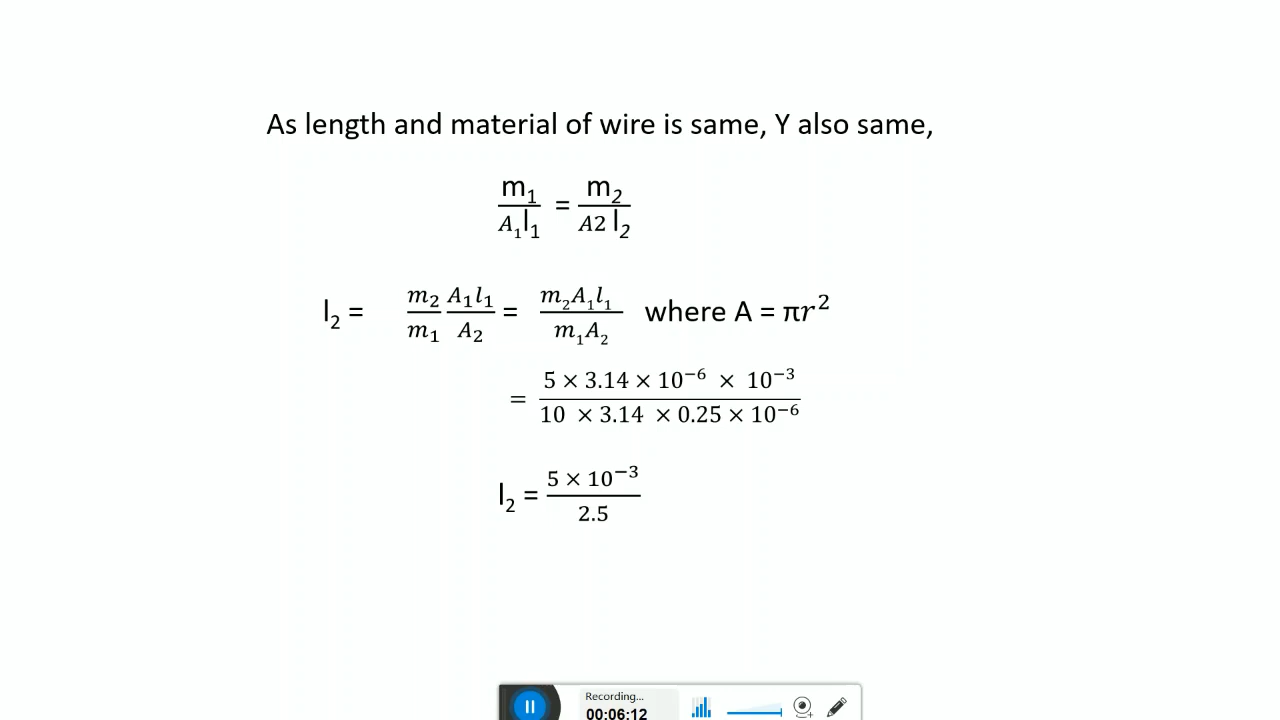 As length and material of wire is same, Y also same,
m₁/A₁l₁ = m₂/A2 l₂
l₂ = m₂/m₁ A₁l₁/A₂ = m₂A₁l₁/m₁A₂ where A = πr²
= 5 × 3.14 × 10⁻⁶ × 10⁻³/10 × 3.14 × 0.25 × 10⁻⁶
l₂ = 5 × 10⁻³/2.5
Recording...
00:06:12